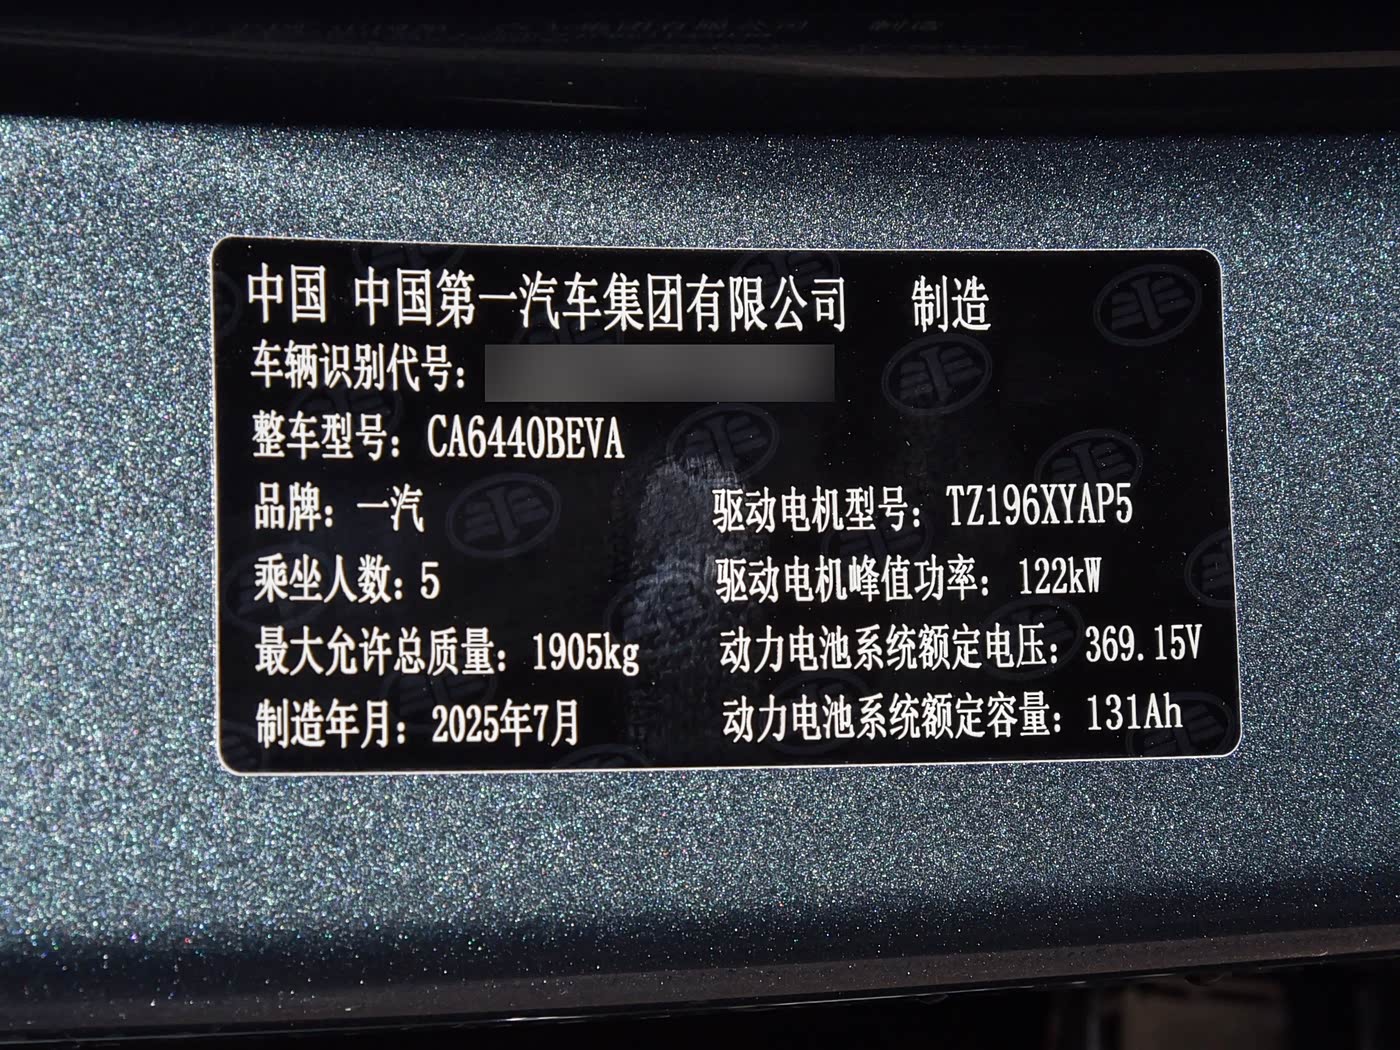 中国 中国第一汽车集团有限公司 制造
车辆识别代号：
整车型号：CA6440BEVA
品牌：一汽 驱动电机型号：TZ196XYAP5
乘坐人数：5 驱动电机峰值功率：122kW
最大允许总质量：1905kg 动力电池系统额定电压：369.15V
制造年月：2025年7月 动力电池系统额定容量：131Ah